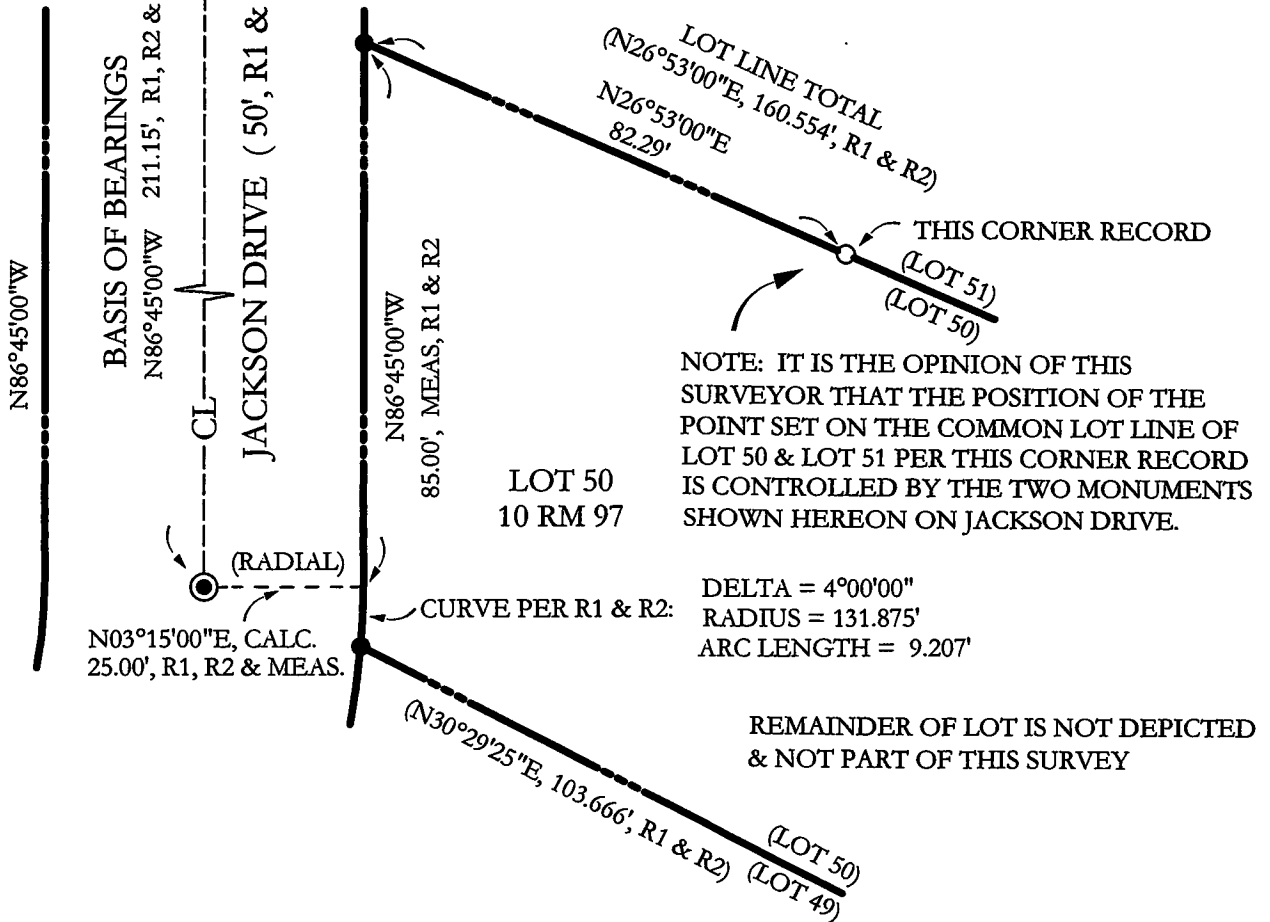 N86°45'00"W
BASIS OF BEARINGS
N86°45'00"W 211.15', R1, R2 &
CL
JACKSON DRIVE ( 50', R1 &
N86°45'00"W
85.00', MEAS, R1 & R2
LOT LINE TOTAL
(N26°53'00"E, 160.554', R1 & R2)
N26°53'00"E
82.29'
THIS CORNER RECORD
(LOT 51)
(LOT 50)
NOTE: IT IS THE OPINION OF THIS
SURVEYOR THAT THE POSITION OF THE
POINT SET ON THE COMMON LOT LINE OF
LOT 50 & LOT 51 PER THIS CORNER RECORD
IS CONTROLLED BY THE TWO MONUMENTS
SHOWN HEREON ON JACKSON DRIVE.
LOT 50
10 RM 97
(RADIAL)
N03°15'00"E, CALC.
25.00', R1, R2 & MEAS.
CURVE PER R1 & R2:
DELTA = 4°00'00"
RADIUS = 131.875'
ARC LENGTH = 9.207'
REMAINDER OF LOT IS NOT DEPICTED
& NOT PART OF THIS SURVEY
(N30°29'25"E, 103.666', R1 & R2)
(LOT 50)
(LOT 49)